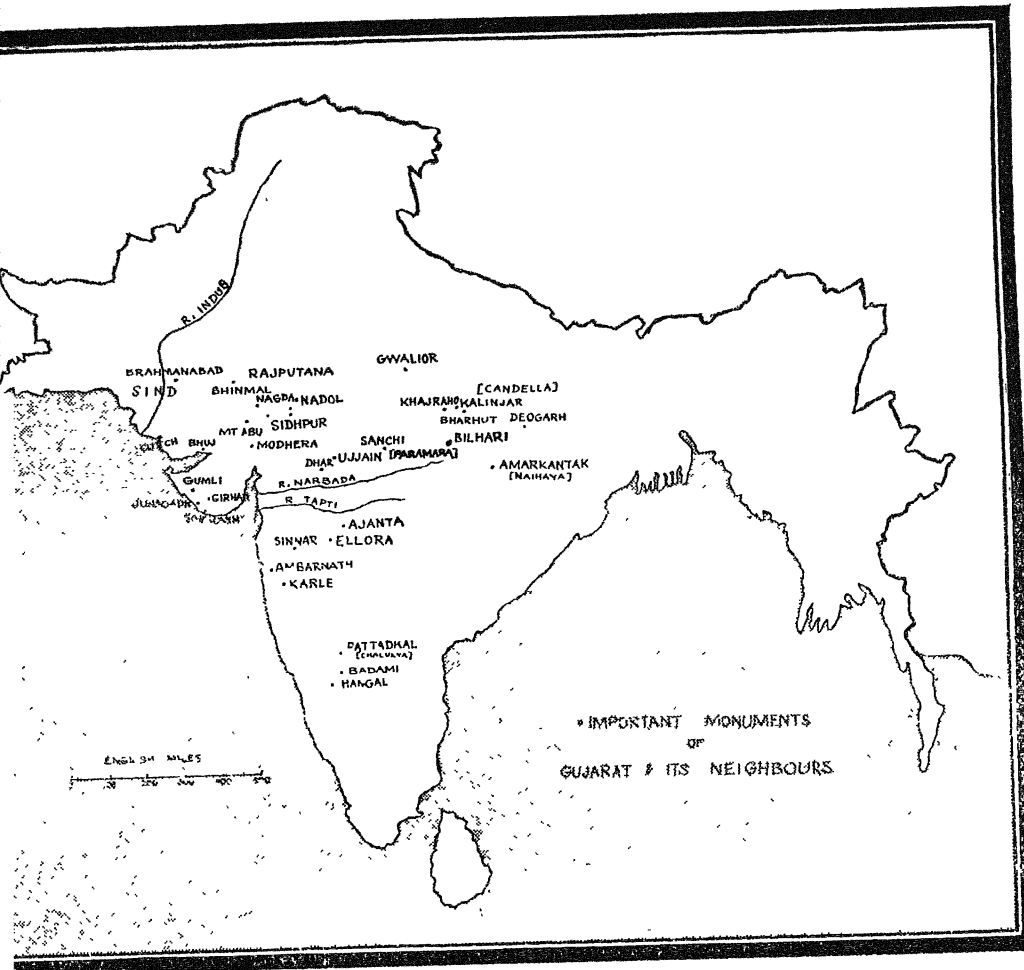 R. INDUS
GWALIOR
BRAHMANABAD
RAJPUTANA
SIND
BHINMAL
[CANDELLA]
NAGDA
NADOL
KHAJRAHO
KALINJAR
SIDHPUR
BHARHUT
DEOGARH
MT ABU
CUTCH
BHUJ
MODHERA
SANCHI
BILHARI
DHAR
UJJAIN
[PARAMARA]
AMARKANTAK
[HAIHAYA]
GUMLI
R. NARBADA
JUNAGADH
GIRNAR
R. TAPTI
AJANTA
SINNAR
ELLORA
AMBARNATH
KARLE
PATTADKAL
[CHALUKYA]
BADAMI
HANGAL
• IMPORTANT MONUMENTS
OF
GUJARAT & ITS NEIGHBOURS
ENGLISH MILES